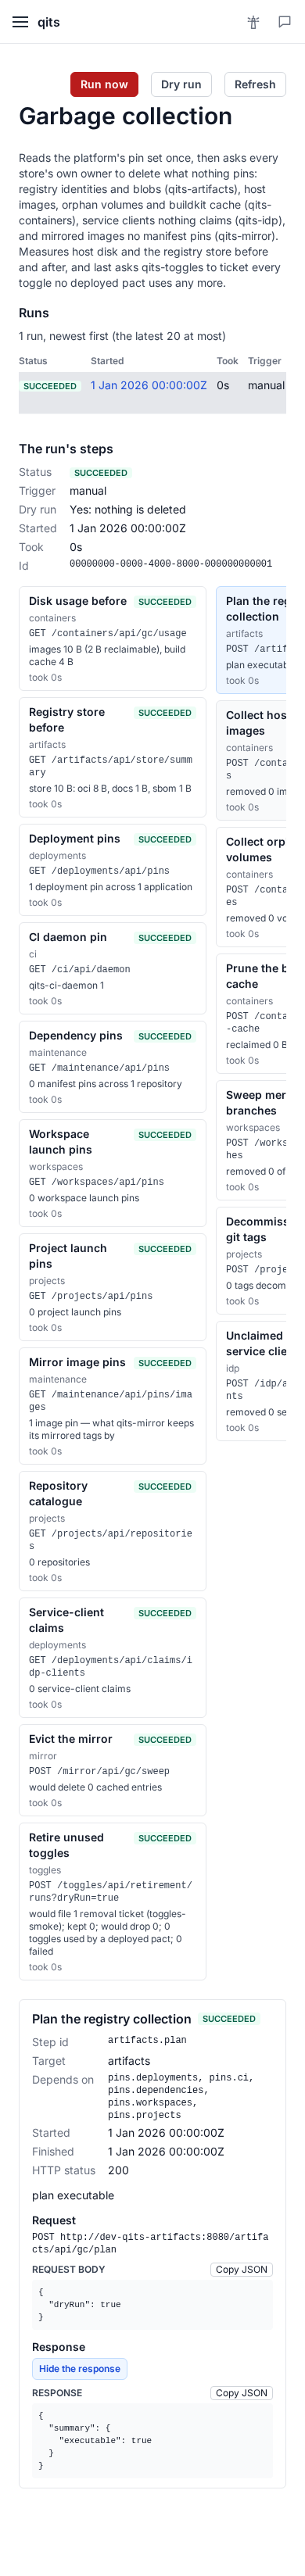 qits
Run now
Dry run
Refresh
Garbage collection
Reads the platform's pin set once, then asks every
store's own owner to delete what nothing pins:
registry identities and blobs (qits-artifacts), host
images, orphan volumes and buildkit cache (qits-
containers), service clients nothing claims (qits-idp),
and mirrored images no manifest pins (qits-mirror).
Measures host disk and the registry store before
and after, and last asks qits-toggles to ticket every
toggle no deployed pact uses any more.
Runs
1 run, newest first (the latest 20 at most)
Status Started Took Trigger
SUCCEEDED 1 Jan 2026 00:00:00Z 0s manual
The run's steps
Status SUCCEEDED
Trigger manual
Dry run Yes: nothing is deleted
Started 1 Jan 2026 00:00:00Z
Took 0s
Id 00000000-0000-4000-8000-000000000001
Disk usage before SUCCEEDED
containers
GET /containers/api/gc/usage
images 10 B (2 B reclaimable), build
cache 4 B
took 0s
Registry store
before
SUCCEEDED
artifacts
GET /artifacts/api/store/summ
ary
store 10 B: oci 8 B, docs 1 B, sbom 1 B
took 0s
Deployment pins SUCCEEDED
deployments
GET /deployments/api/pins
1 deployment pin across 1 application
took 0s
CI daemon pin SUCCEEDED
ci
GET /ci/api/daemon
qits-ci-daemon 1
took 0s
Dependency pins SUCCEEDED
maintenance
GET /maintenance/api/pins
0 manifest pins across 1 repository
took 0s
Workspace
launch pins
SUCCEEDED
workspaces
GET /workspaces/api/pins
0 workspace launch pins
took 0s
Project launch
pins
SUCCEEDED
projects
GET /projects/api/pins
0 project launch pins
took 0s
Mirror image pins SUCCEEDED
maintenance
GET /maintenance/api/pins/ima
ges
1 image pin — what qits-mirror keeps
its mirrored tags by
took 0s
Repository
catalogue
SUCCEEDED
projects
GET /projects/api/repositorie
s
0 repositories
took 0s
Service-client
claims
SUCCEEDED
deployments
GET /deployments/api/claims/i
dp-clients
0 service-client claims
took 0s
Evict the mirror SUCCEEDED
mirror
POST /mirror/api/gc/sweep
would delete 0 cached entries
took 0s
Retire unused
toggles
SUCCEEDED
toggles
POST /toggles/api/retirement/
runs?dryRun=true
would file 1 removal ticket (toggles-
smoke); kept 0; would drop 0; 0
toggles used by a deployed pact; 0
failed
took 0s
Plan the reg
collection
artifacts
POST /artif
plan executab
took 0s
Collect hos
images
containers
POST /conta
s
removed 0 im
took 0s
Collect orp
volumes
containers
POST /conta
es
removed 0 vo
took 0s
Prune the b
cache
containers
POST /conta
-cache
reclaimed 0 B
took 0s
Sweep mer
branches
workspaces
POST /works
hes
removed 0 of
took 0s
Decommiss
git tags
projects
POST /proje
0 tags decom
took 0s
Unclaimed
service clie
idp
POST /idp/a
nts
removed 0 se
took 0s
Plan the registry collection SUCCEEDED
Step id artifacts.plan
Target artifacts
Depends on pins.deployments, pins.ci,
pins.dependencies,
pins.workspaces,
pins.projects
Started 1 Jan 2026 00:00:00Z
Finished 1 Jan 2026 00:00:00Z
HTTP status 200
plan executable
Request
POST http://dev-qits-artifacts:8080/artifa
cts/api/gc/plan
REQUEST BODY Copy JSON
{
"dryRun": true
}
Response
Hide the response
RESPONSE Copy JSON
{
"summary": {
"executable": true
}
}